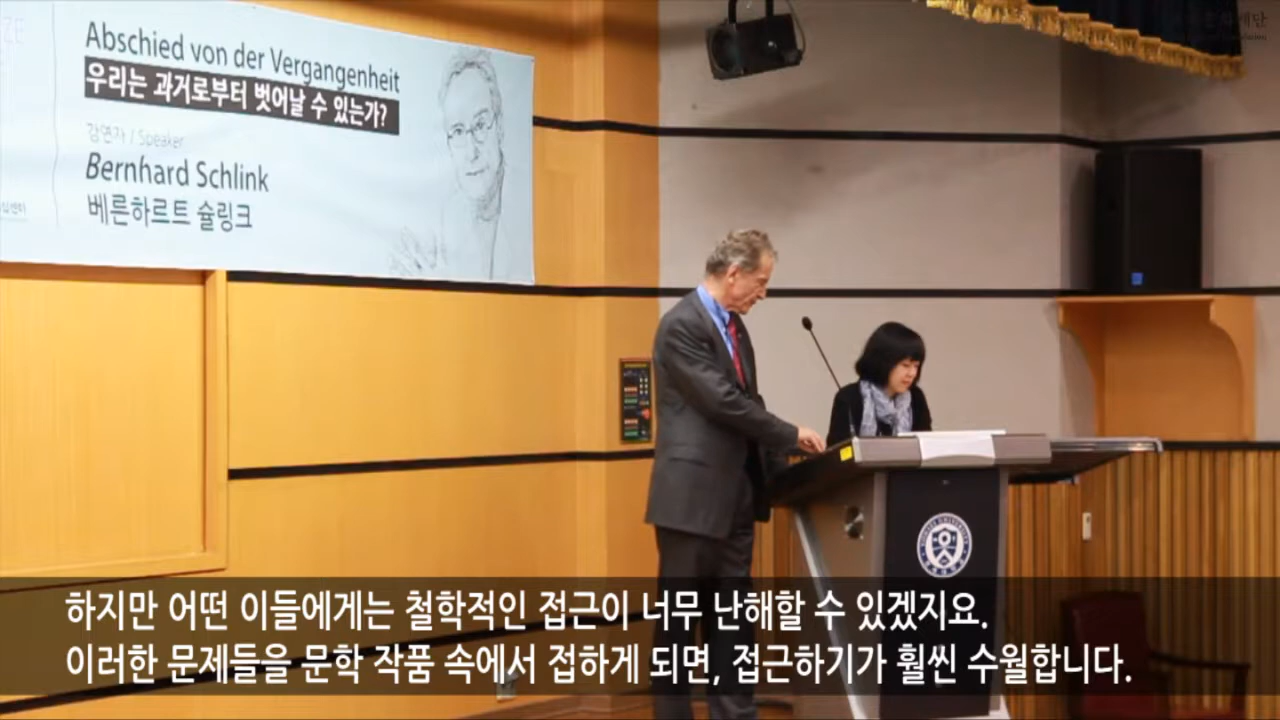 Abschied von der Vergangenheit
우리는 과거로부터 벗어날 수 있는가?
강연자 / Speaker
Bernhard Schlink
베른하르트 슐링크
하지만 어떤 이들에게는 철학적인 접근이 너무 난해할 수 있겠지요.
이러한 문제들을 문학 작품 속에서 접하게 되면, 접근하기가 훨씬 수월합니다.